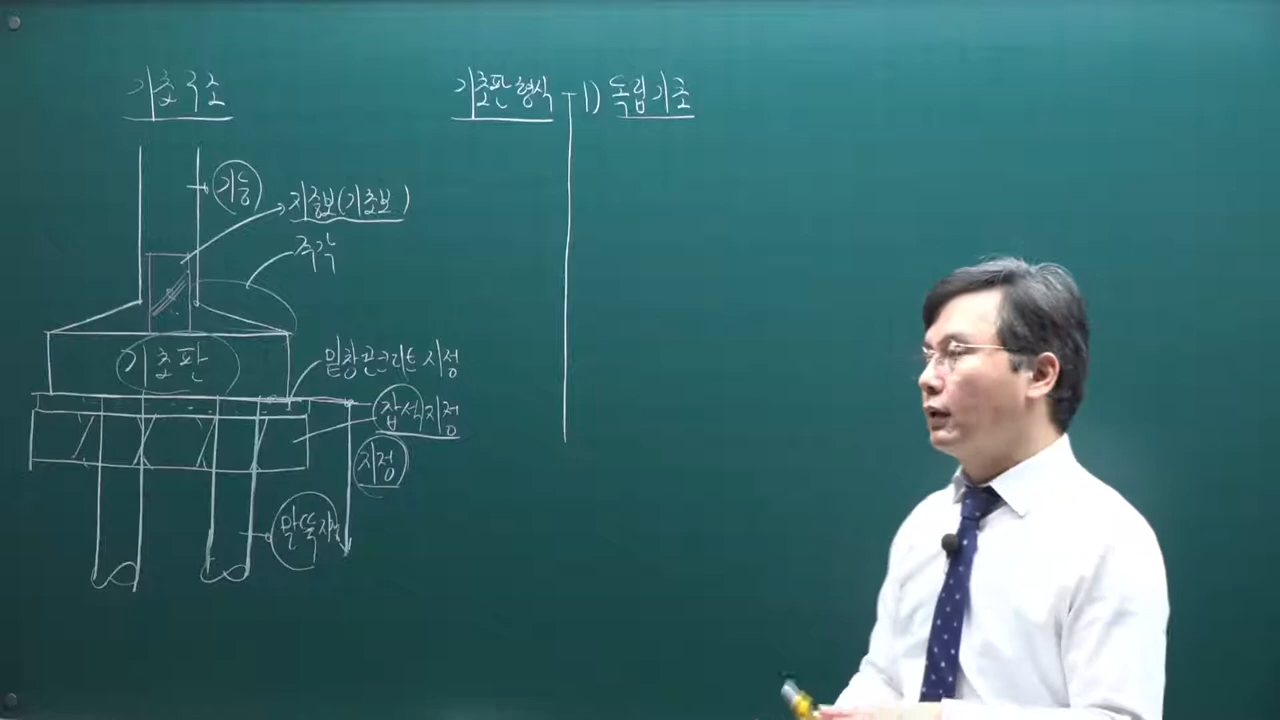 기초구조
기둥
지중보(기초보)
주각
기초판
밑창콘크리트지정
잡석지정
지정
말뚝지정
기초판 형식 1) 독립기초